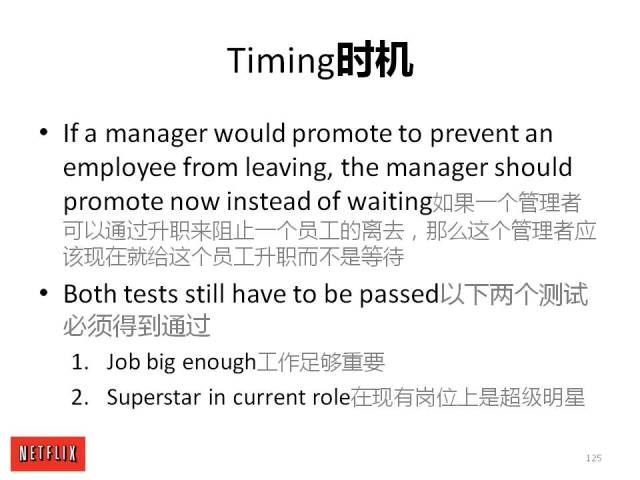 Timing时机
• If a manager would promote to prevent an
employee from leaving, the manager should
promote now instead of waiting如果一个管理者
可以通过升职来阻止一个员工的离去，那么这个管理者应
该现在就给这个员工升职而不是等待
• Both tests still have to be passed以下两个测试
必须得到通过
1. Job big enough工作足够重要
2. Superstar in current role在现有岗位上是超级明星
NETFLIX
125